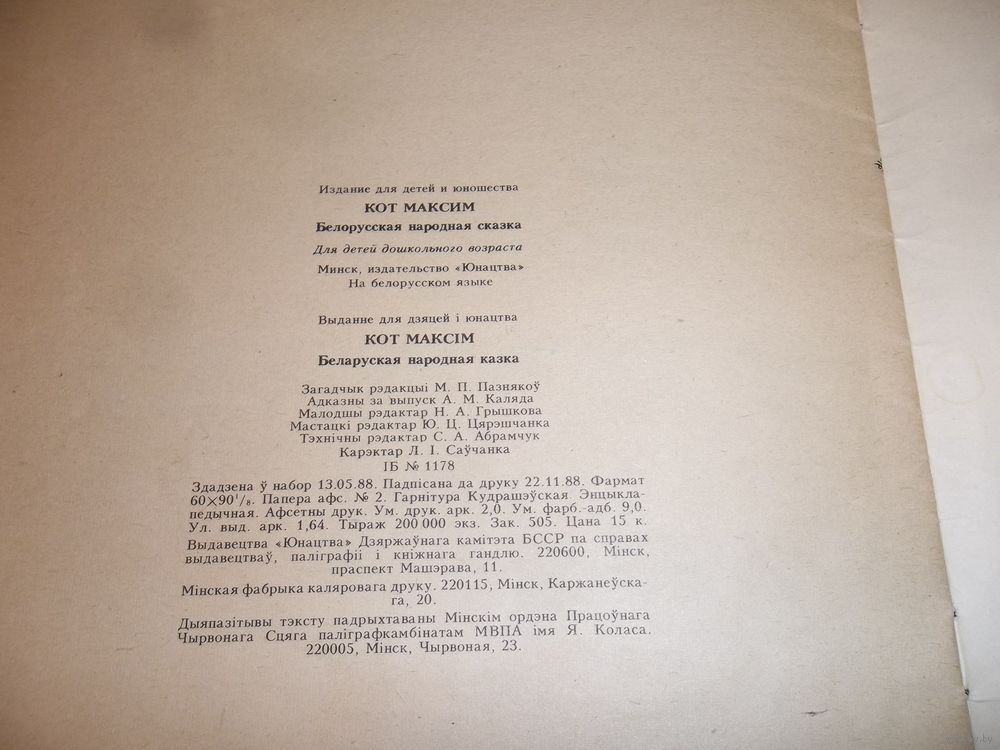 Издание для детей и юношества
КОТ МАКСИМ
Белорусская народная сказка
Для детей дошкольного возраста
Минск, издательство «Юнацтва»
На белорусском языке
Выданне для дзяцей і юнацтва
КОТ МАКСІМ
Беларуская народная казка
Загадчык рэдакцыі М. П. Пазнякоў
Адказны за выпуск А. М. Каляда
Малодшы рэдактар Н. А. Грышкова
Мастацкі рэдактар Ю. Ц. Цярэшчанка
Тэхнічны рэдактар С. А. Абрамчук
Карэктар Л. І. Саўчанка
ІБ № 1178
Здадзена ў набор 13.05.88. Падпісана да друку 22.11.88. Фармат
60×90¹/₈. Папера афс. № 2. Гарнітура Кудрашэўская Энцыкла-
педычная. Афсетны друк. Ум. друк. арк. 2,0. Ум. фарб.-адб. 9,0.
Ул. выд. арк. 1,64. Тыраж 200 000 экз. Зак. 505. Цана 15 к.
Выдавецтва «Юнацтва» Дзяржаўнага камітэта БССР па справах
выдавецтваў, паліграфіі і кніжнага гандлю. 220600, Мінск,
праспект Машэрава, 11.
Мінская фабрыка каляровага друку. 220115, Мінск, Каржанеўска-
га, 20.
Дыяпазітывы тэксту падрыхтаваны Мінскім ордэна Працоўнага
Чырвонага Сцяга паліграфкамбінатам МВПА імя Я. Коласа.
220005, Мінск, Чырвоная, 23.